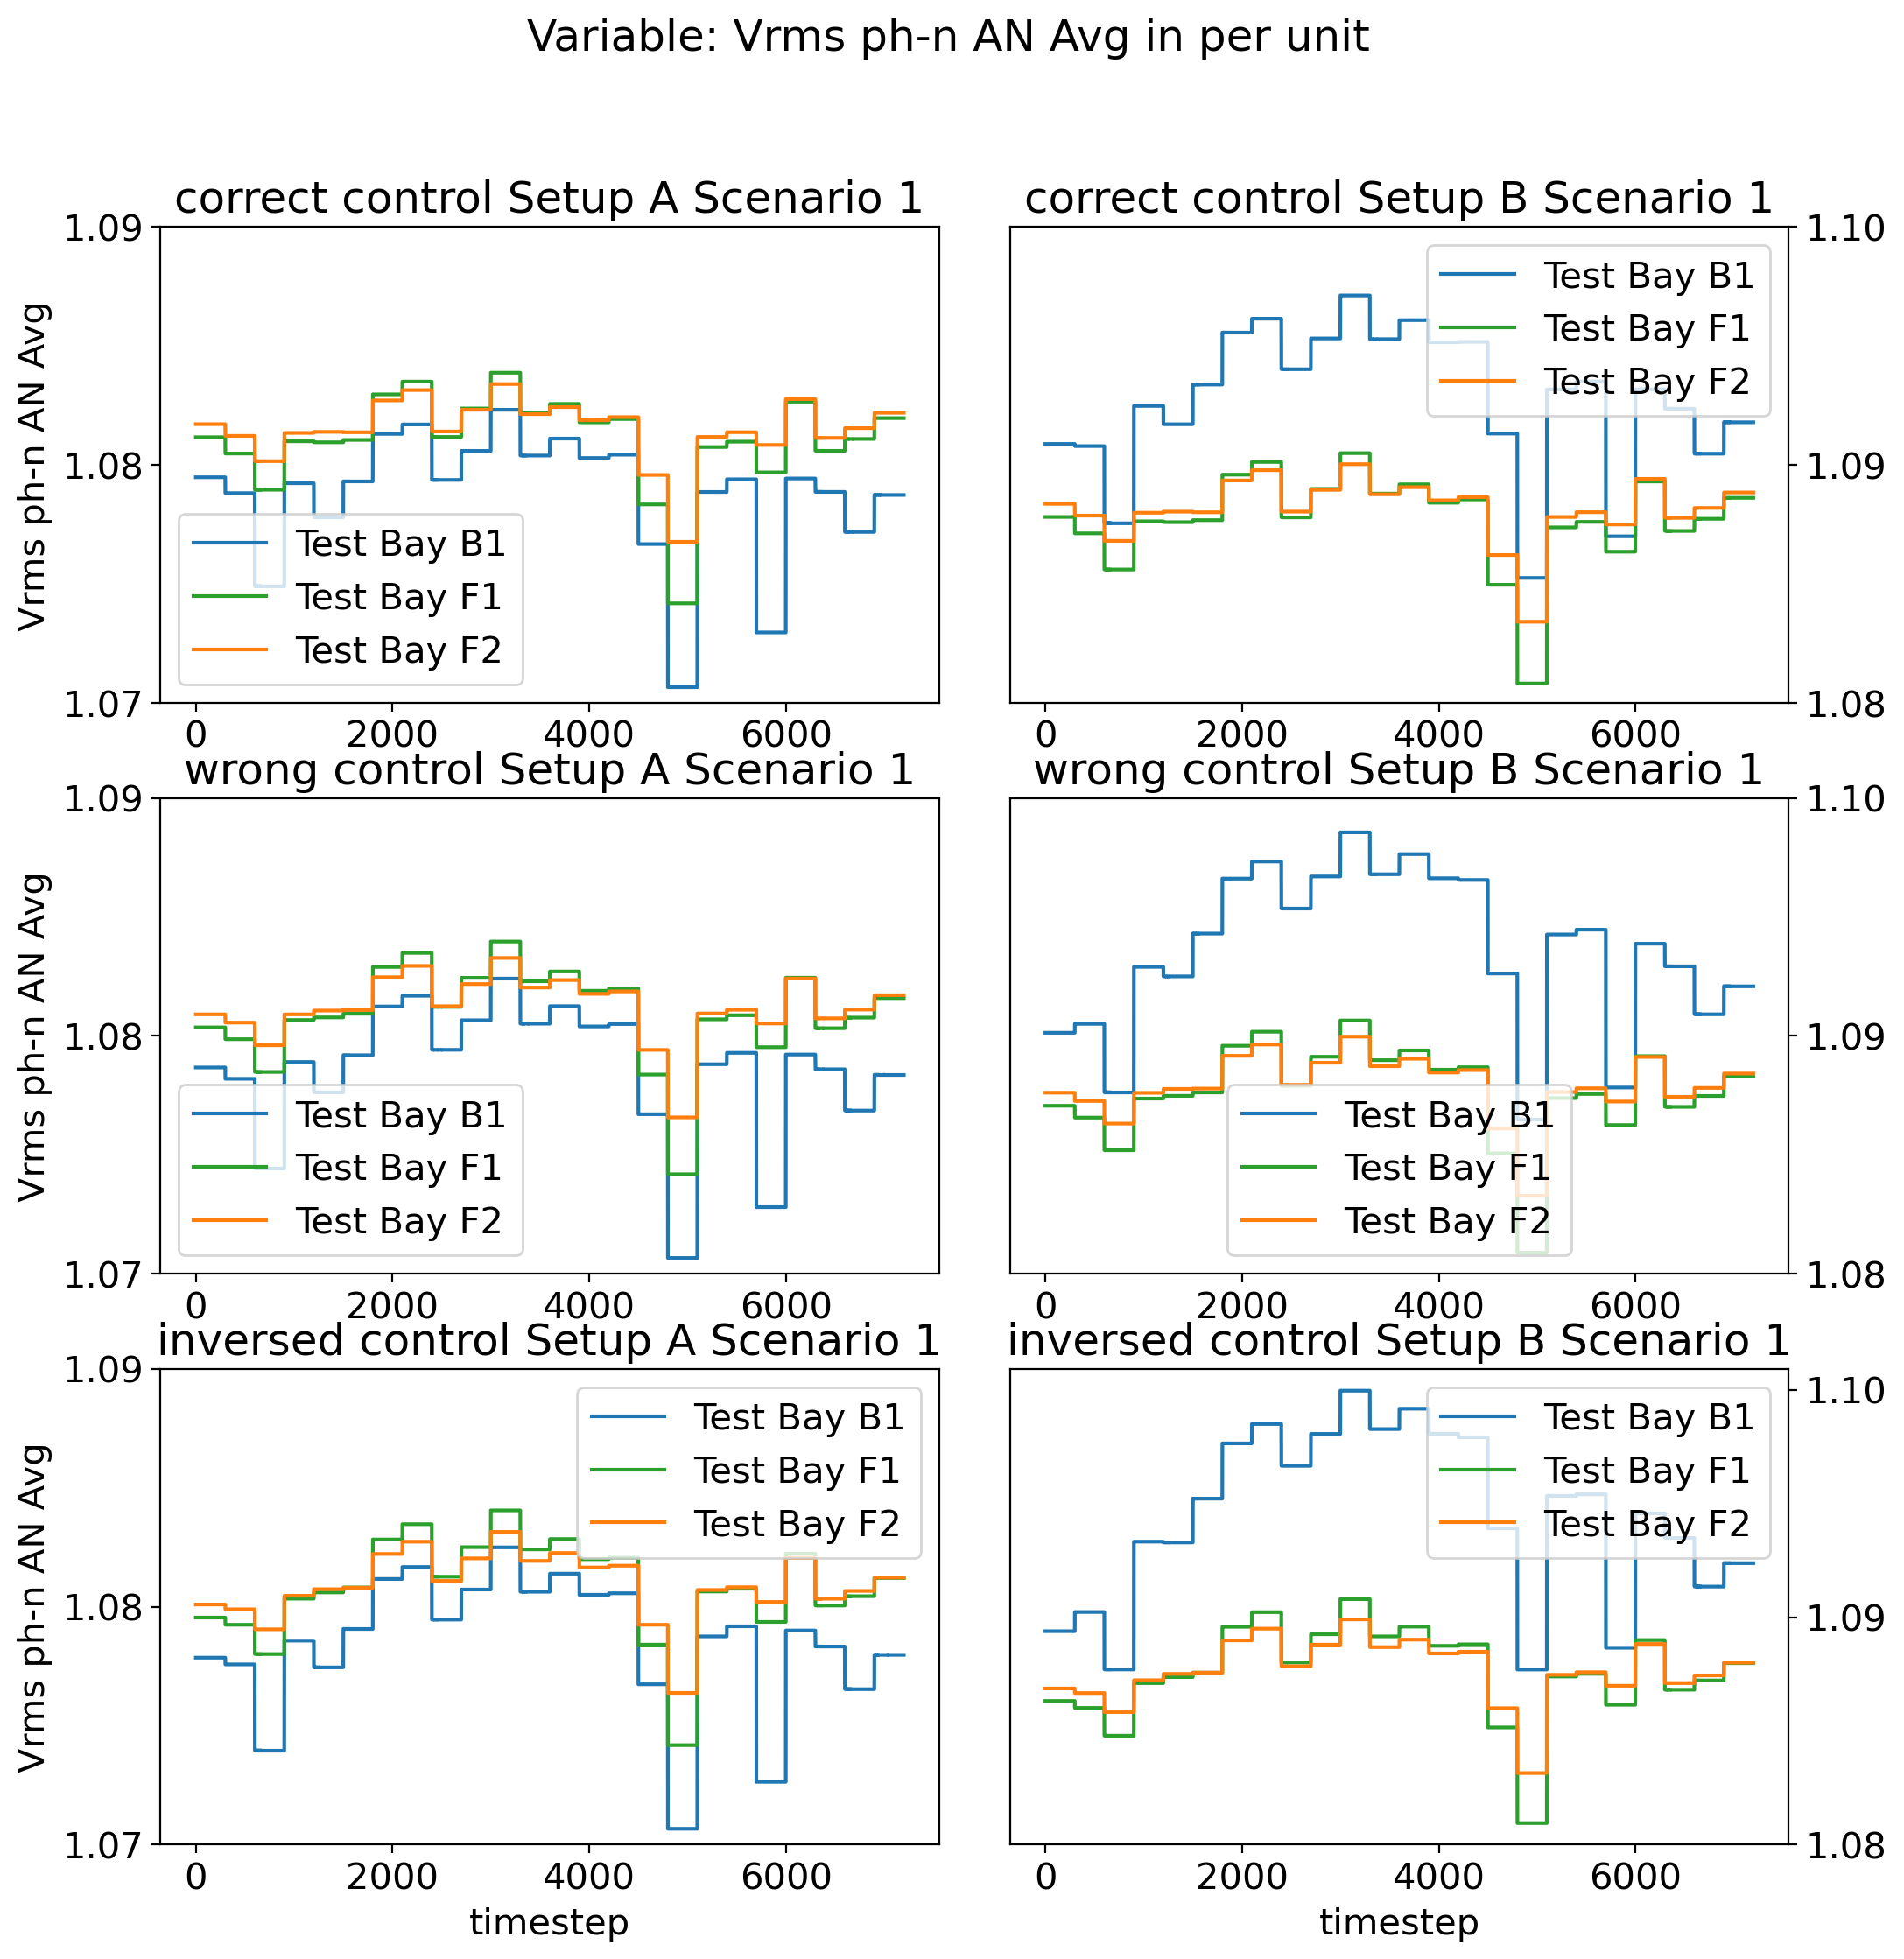 Variable: Vrms ph-n AN Avg in per unit
correct control Setup A Scenario 1
1.09
1.08
1.07
Vrms ph-n AN Avg
Test Bay B1
Test Bay F1
Test Bay F2
0 2000 4000 6000
correct control Setup B Scenario 1
1.10
1.09
1.08
Test Bay B1
Test Bay F1
Test Bay F2
0 2000 4000 6000
wrong control Setup A Scenario 1
1.09
1.08
1.07
Vrms ph-n AN Avg
Test Bay B1
Test Bay F1
Test Bay F2
0 2000 4000 6000
wrong control Setup B Scenario 1
1.10
1.09
1.08
Test Bay B1
Test Bay F1
Test Bay F2
0 2000 4000 6000
inversed control Setup A Scenario 1
1.09
1.08
1.07
Vrms ph-n AN Avg
Test Bay B1
Test Bay F1
Test Bay F2
0 2000 4000 6000
timestep
inversed control Setup B Scenario 1
1.10
1.09
1.08
Test Bay B1
Test Bay F1
Test Bay F2
0 2000 4000 6000
timestep